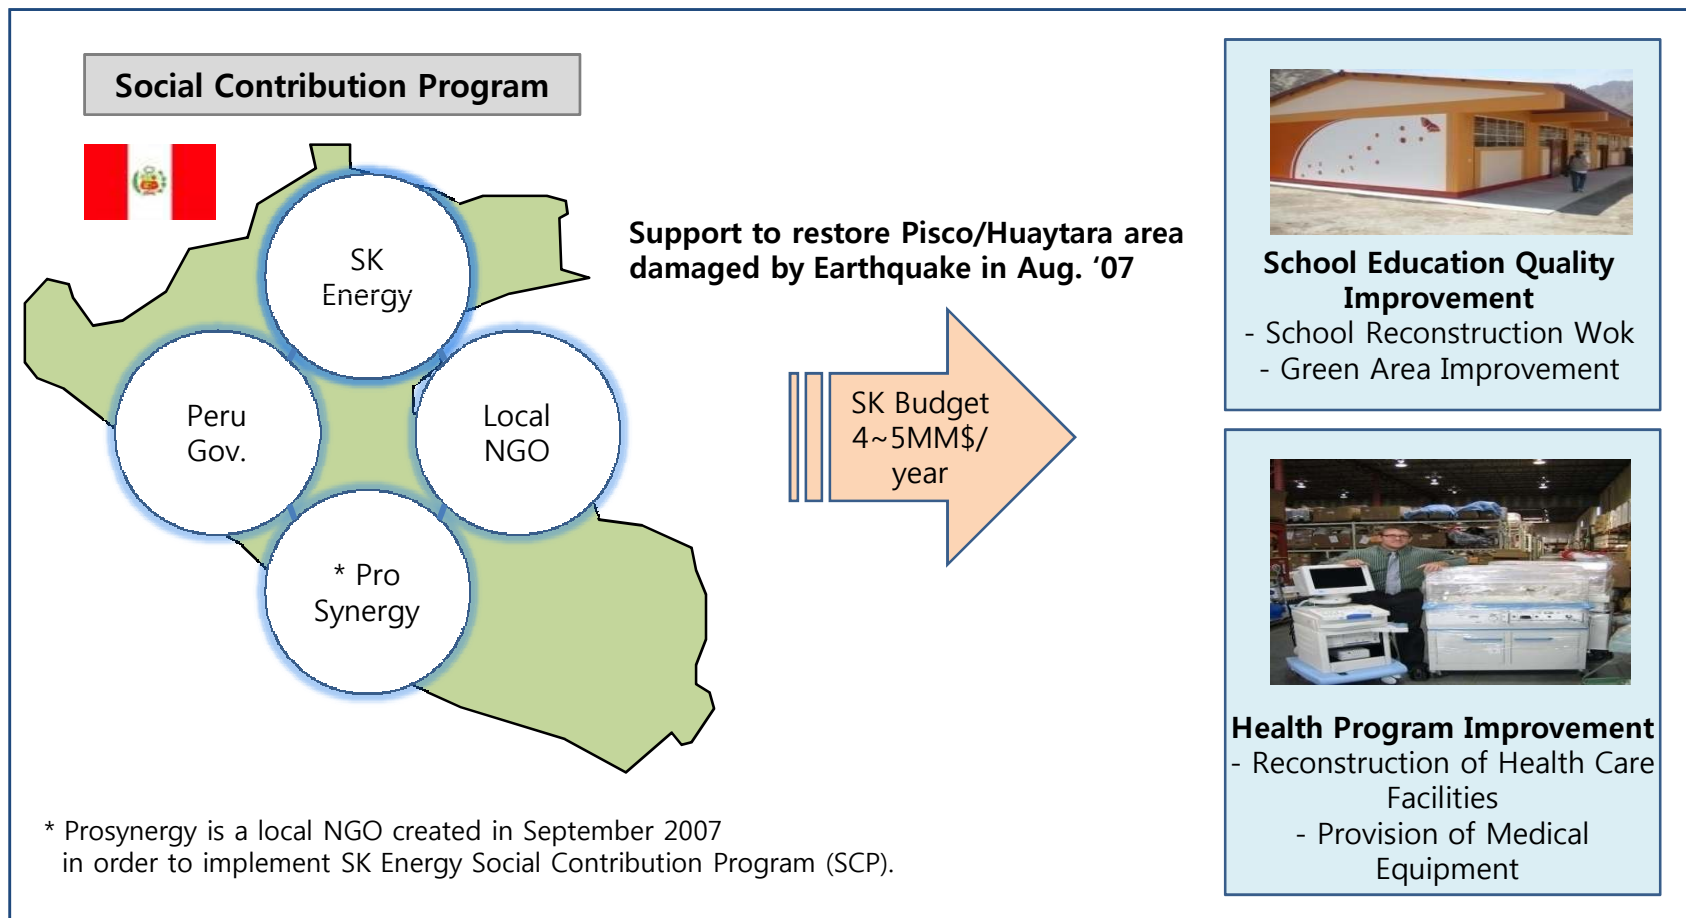 Social Contribution Program
SK
Energy
Peru
Gov.
Local
NGO
* Pro
Synergy
Support to restore Pisco/Huaytara area
damaged by Earthquake in Aug. ‘07
SK Budget
4~5MM$/
year
School Education Quality
Improvement
- School Reconstruction Wok
- Green Area Improvement
Health Program Improvement
- Reconstruction of Health Care
Facilities
- Provision of Medical
Equipment
* Prosynergy is a local NGO created in September 2007
in order to implement SK Energy Social Contribution Program (SCP).